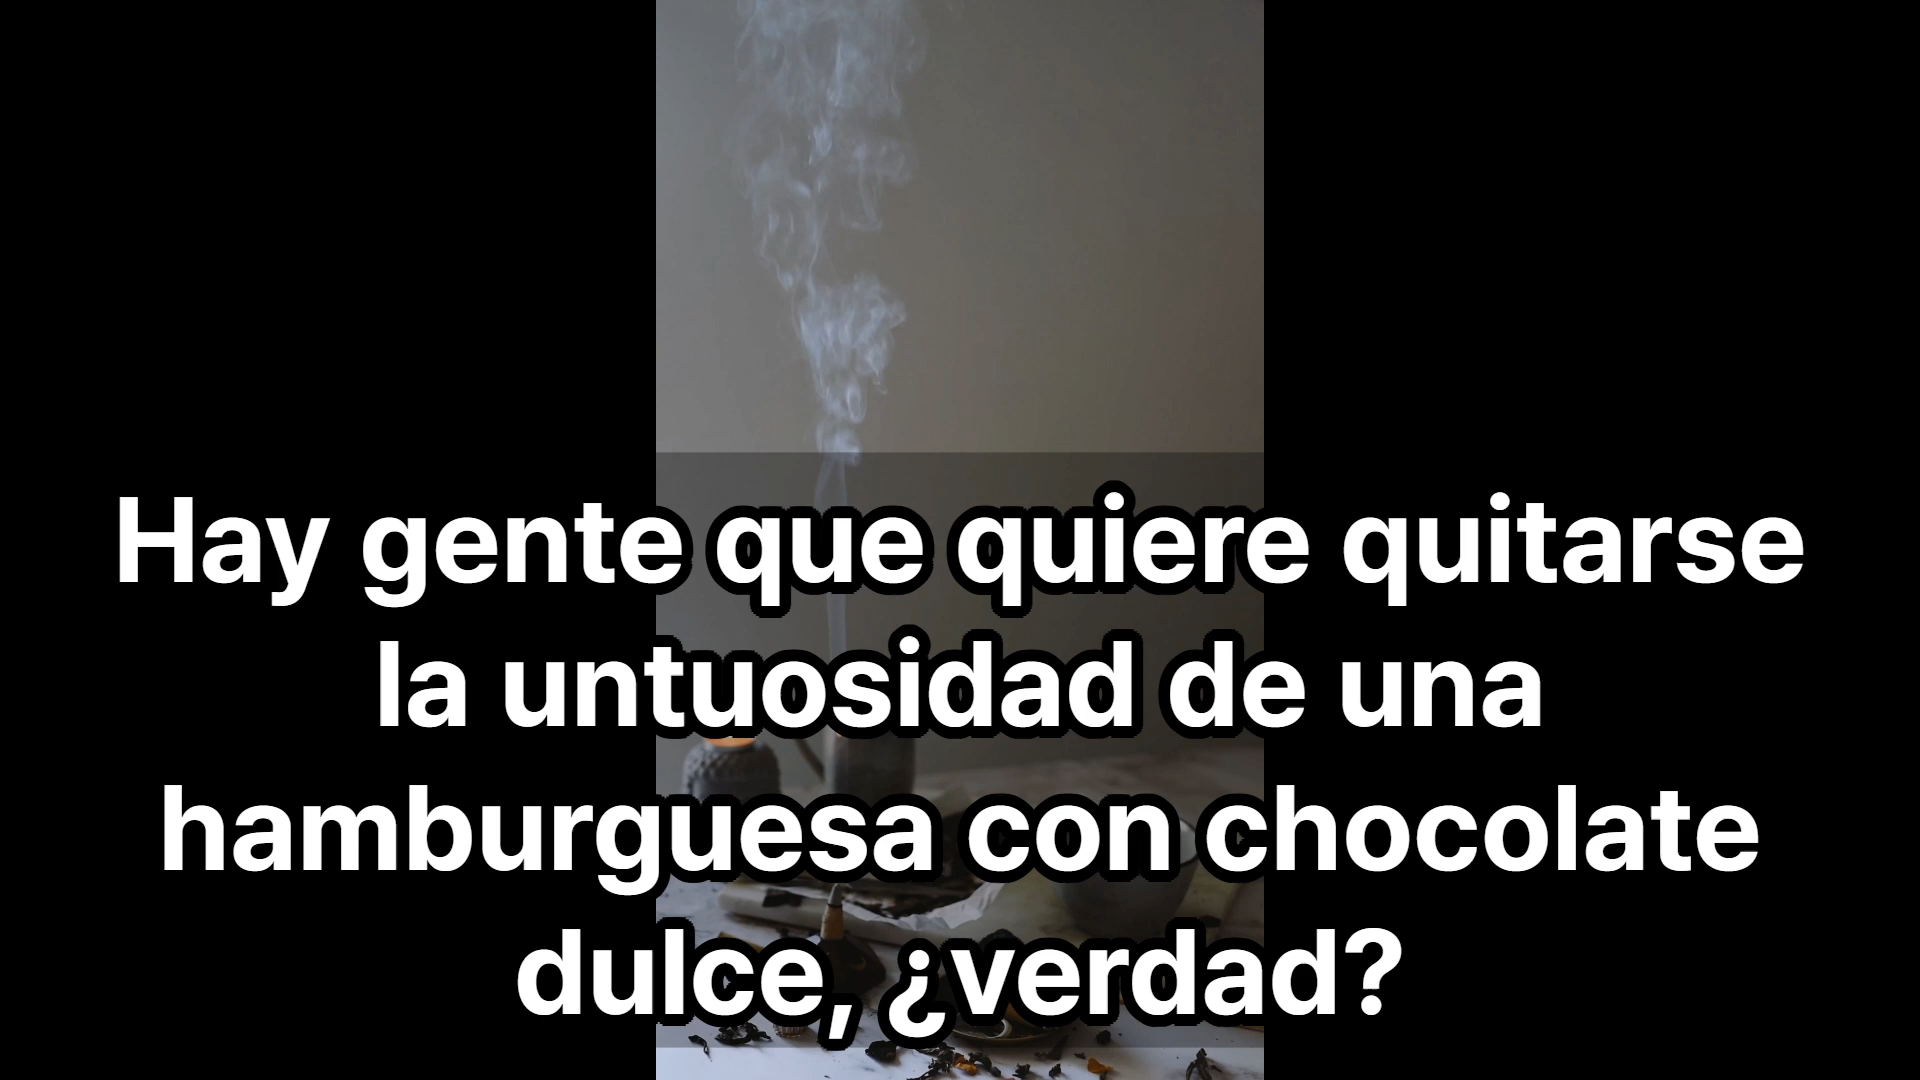 Hay gente que quiere quitarse
la untuosidad de una
hamburguesa con chocolate
dulce, ¿verdad?